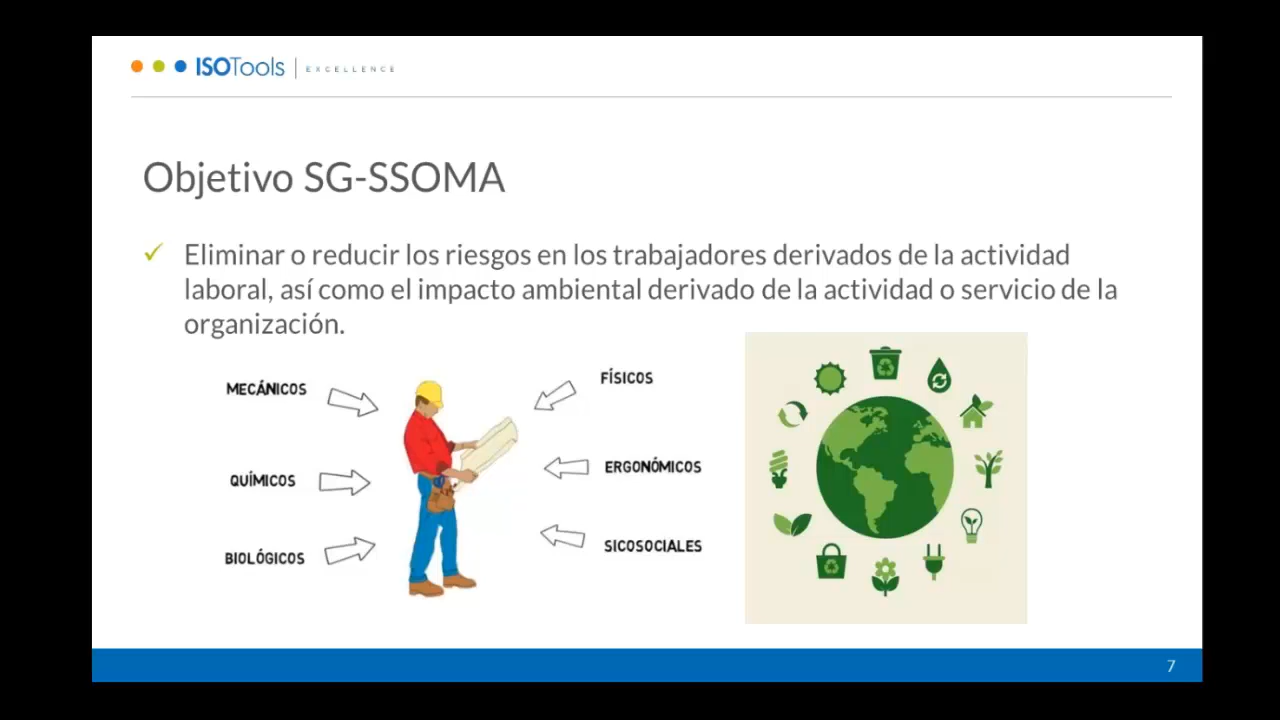 ISOTools | EXCELLENCE
Objetivo SG-SSOMA
✓ Eliminar o reducir los riesgos en los trabajadores derivados de la actividad
laboral, así como el impacto ambiental derivado de la actividad o servicio de la
organización.
MECÁNICOS
FÍSICOS
QUÍMICOS
ERGONÓMICOS
BIOLÓGICOS
SICOSOCIALES
7